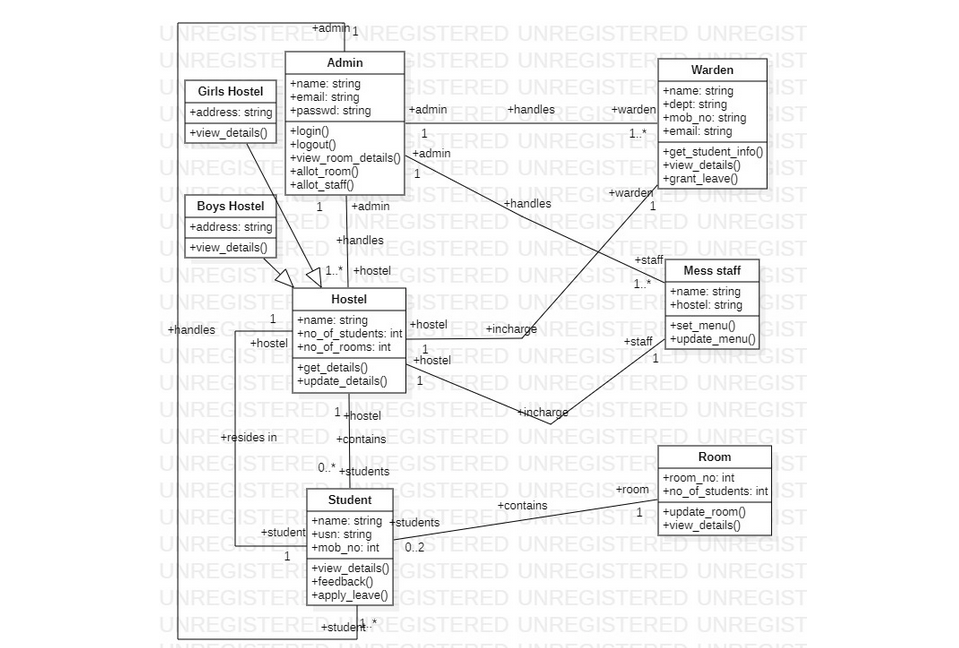 UNREGISTERED UNREGISTERED UNREGISTERED UNREGIST
+admin 1
Admin
+name: string
+email: string
+passwd: string
+login()
+logout()
+view_room_details()
+allot_room()
+allot_staff()
Girls Hostel
+address: string
+view_details()
Boys Hostel
+address: string
+view_details()
Warden
+name: string
+dept: string
+mob_no: string
+email: string
+get_student_info()
+view_details()
+grant_leave()
+admin +handles +warden
1 1..*
+admin
1
+handles
+staff
1..*
+warden
1
1 +admin
+handles
1..* +hostel
Mess staff
+name: string
+hostel: string
+set_menu()
+update_menu()
Hostel
+name: string
+no_of_students: int
+no_of_rooms: int
+get_details()
+update_details()
1
+hostel
+handles
+hostel
1
+incharge
+hostel
1
+incharge
+staff
1
1 +hostel
+contains
0..* +students
+resides in
+student
1
Student
+name: string
+usn: string
+mob_no: int
+view_details()
+feedback()
+apply_leave()
+students
0..2
+contains
+room
1
Room
+room_no: int
+no_of_students: int
+update_room()
+view_details()
+student 1..*